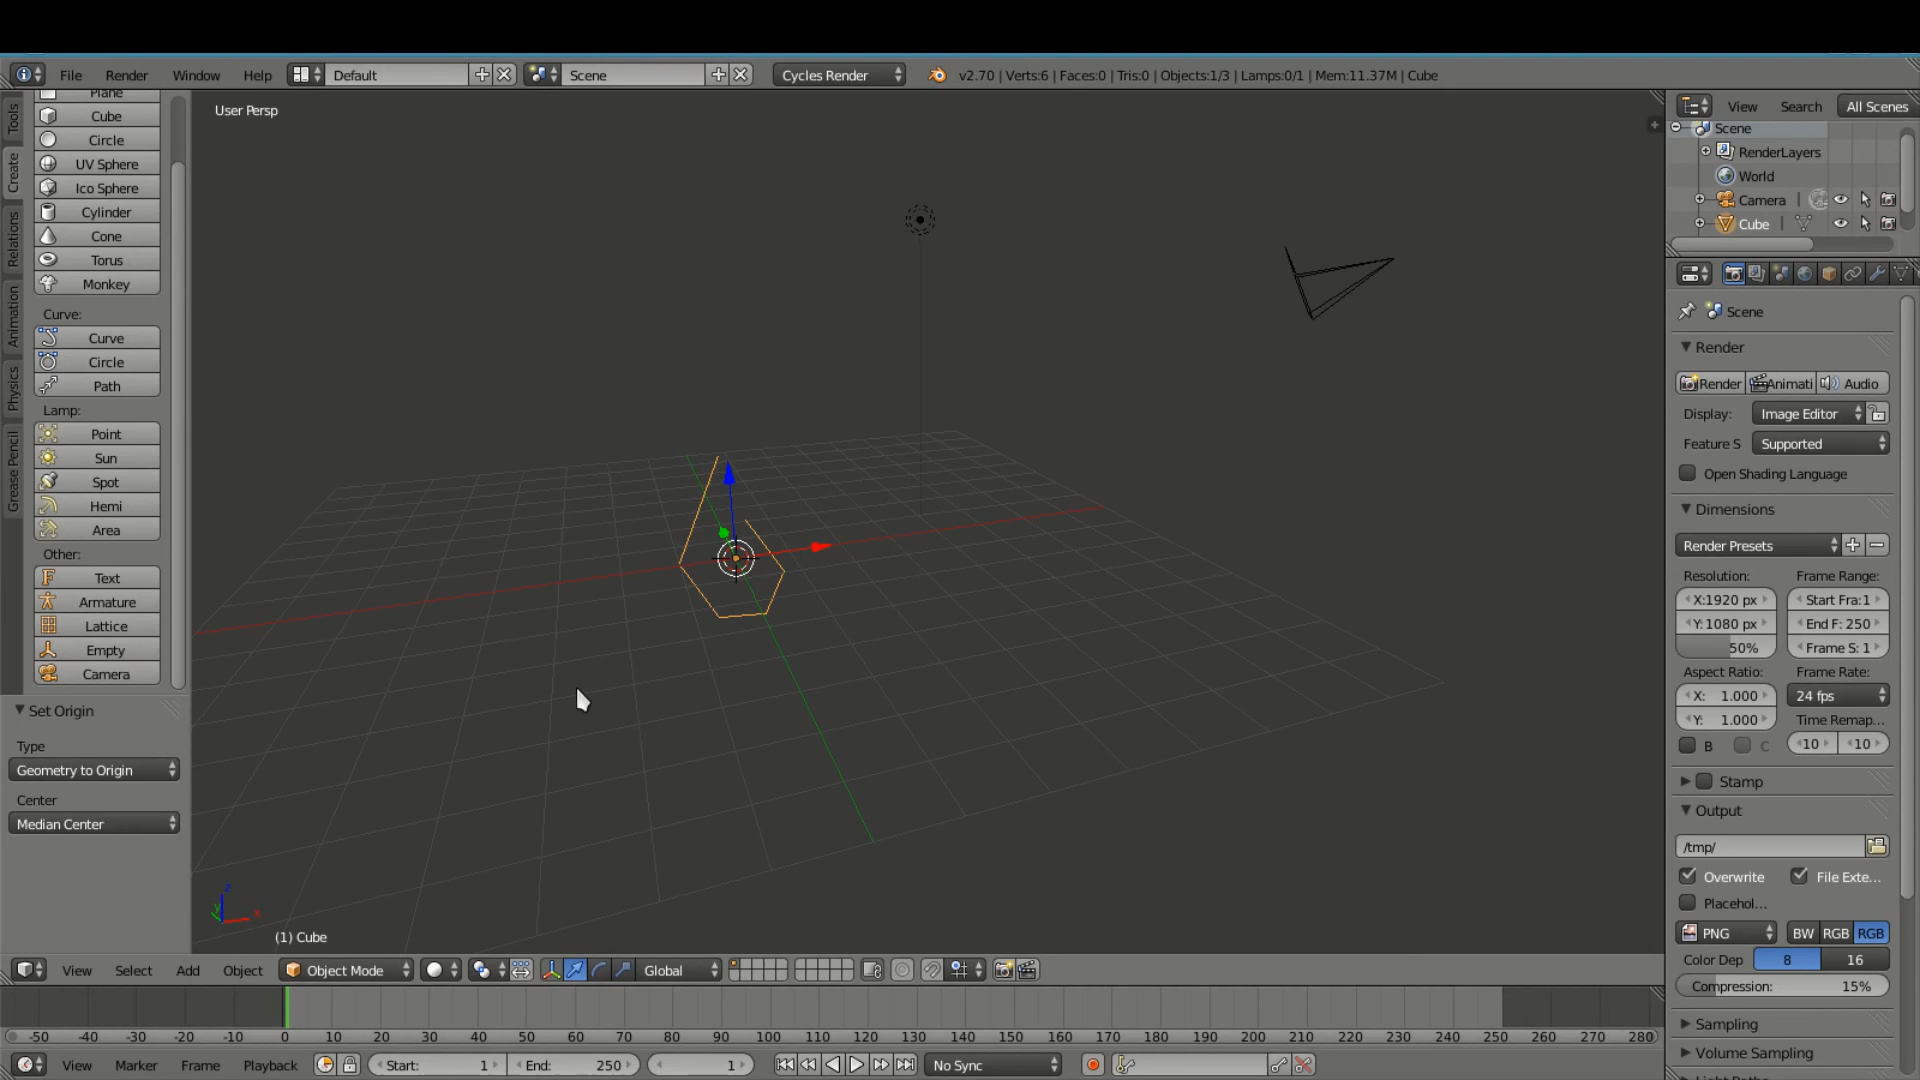 File Render Window Help Default Scene Cycles Render v2.70 | Verts:6 | Faces:0 | Tris:0 | Objects:1/3 | Lamps:0/1 | Mem:11.37M | Cube
Tools
Create
Relations
Animation
Physics
Grease Pencil
Plane
Cube
Circle
UV Sphere
Ico Sphere
Cylinder
Cone
Torus
Monkey
Curve:
Curve
Circle
Path
Lamp:
Point
Sun
Spot
Hemi
Area
Other:
Text
Armature
Lattice
Empty
Camera
Set Origin
Type
Geometry to Origin
Center
Median Center
User Persp
z
y
x
(1) Cube
View Search All Scenes
Scene
RenderLayers
World
Camera
Cube
Scene
Render
Render Animati Audio
Display: Image Editor
Feature S Supported
Open Shading Language
Dimensions
Render Presets
Resolution: Frame Range:
X:1920 px Start Fra:1
Y:1080 px End F: 250
50% Frame S: 1
Aspect Ratio: Frame Rate:
X: 1.000 24 fps
Y: 1.000 Time Remap...
B C 10 10
Stamp
Output
/tmp/
Overwrite File Exte...
Placehol...
PNG BW RGB RGB
Color Dep 8 16
Compression: 15%
Sampling
Volume Sampling
View Select Add Object Object Mode Global
-50 -40 -30 -20 -10 0 10 20 30 40 50 60 70 80 90 100 110 120 130 140 150 160 170 180 190 200 210 220 230 240 250 260 270 280
View Marker Frame Playback Start: 1 End: 250 1 No Sync